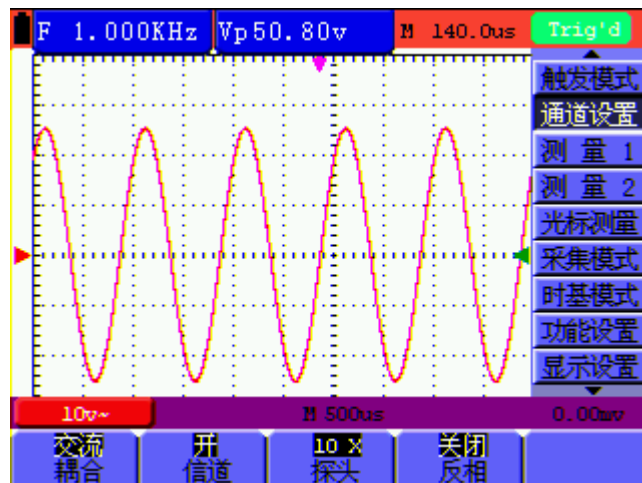 F 1.000KHz Vp50.80v M 140.0us Trig'd
触发模式
通道设置
测 量 1
测 量 2
光标测量
采集模式
时基模式
功能设置
显示设置
10v~ M 500us 0.00mv
交流 开 10 X 关闭
耦合 信道 探头 反相